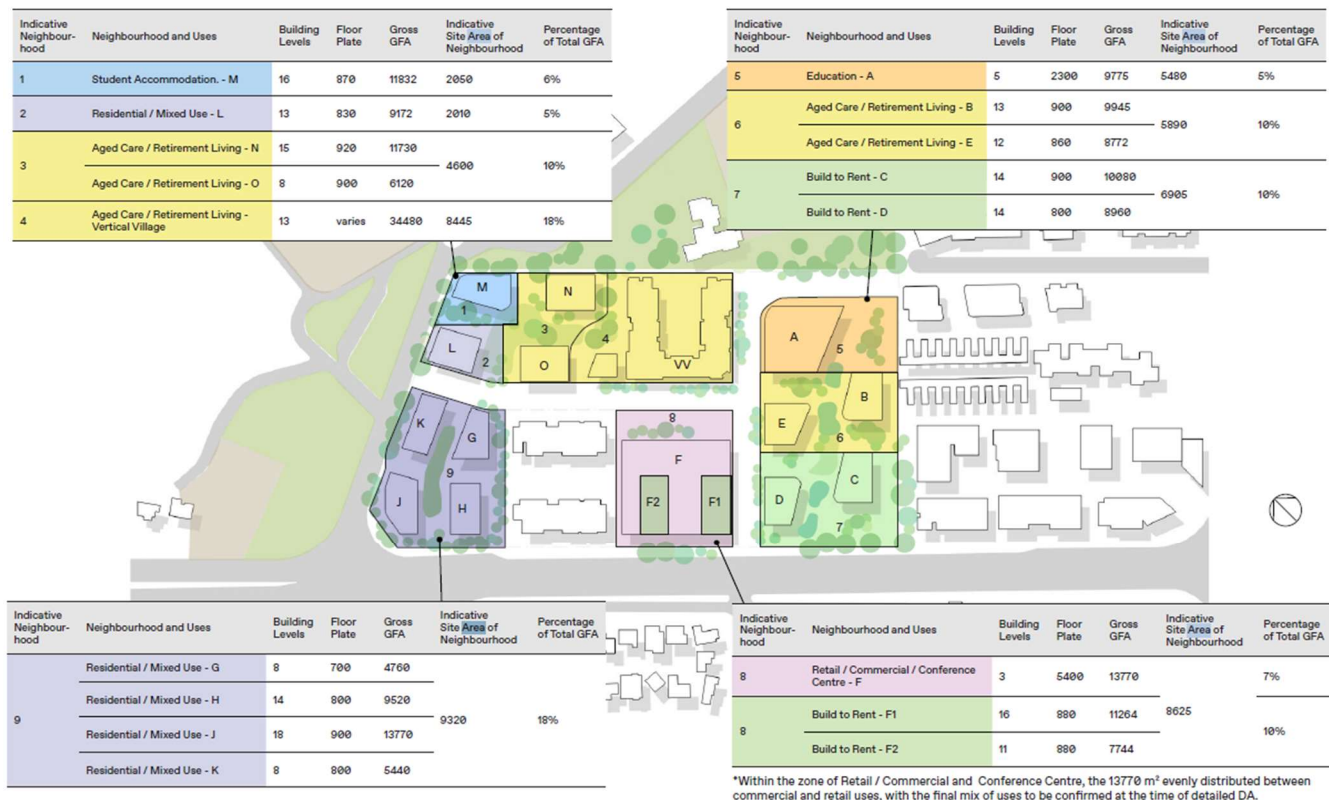 Indicative Neighbour-hood Neighbourhood and Uses Building Levels Floor Plate Gross GFA Indicative Site Area of Neighbourhood Percentage of Total GFA
1 Student Accommodation. - M 16 870 11832 2050 6%
2 Residential / Mixed Use - L 13 830 9172 2010 5%
3 Aged Care / Retirement Living - N 15 920 11730 4600 10%
Aged Care / Retirement Living - O 8 900 6120
4 Aged Care / Retirement Living - Vertical Village 13 varies 34480 8445 18%
Indicative Neighbour-hood Neighbourhood and Uses Building Levels Floor Plate Gross GFA Indicative Site Area of Neighbourhood Percentage of Total GFA
5 Education - A 5 2300 9775 5480 5%
6 Aged Care / Retirement Living - B 13 900 9945 5890 10%
Aged Care / Retirement Living - E 12 860 8772
7 Build to Rent - C 14 900 10080 6905 10%
Build to Rent - D 14 800 8960
M
1
N
L
2
3
O
4
VV
A
5
B
E
6
C
D
7
8
F
F2 F1
K
G
9
J
H
Indicative Neighbour-hood Neighbourhood and Uses Building Levels Floor Plate Gross GFA Indicative Site Area of Neighbourhood Percentage of Total GFA
9 Residential / Mixed Use - G 8 700 4760 9320 18%
Residential / Mixed Use - H 14 800 9520
Residential / Mixed Use - J 18 900 13770
Residential / Mixed Use - K 8 800 5440
Indicative Neighbour-hood Neighbourhood and Uses Building Levels Floor Plate Gross GFA Indicative Site Area of Neighbourhood Percentage of Total GFA
8 Retail / Commercial / Conference Centre - F 3 5400 13770 8625 7%
8 Build to Rent - F1 16 880 11264 10%
Build to Rent - F2 11 880 7744
*Within the zone of Retail / Commercial and Conference Centre, the 13770 m² evenly distributed between
commercial and retail uses, with the final mix of uses to be confirmed at the time of detailed DA.